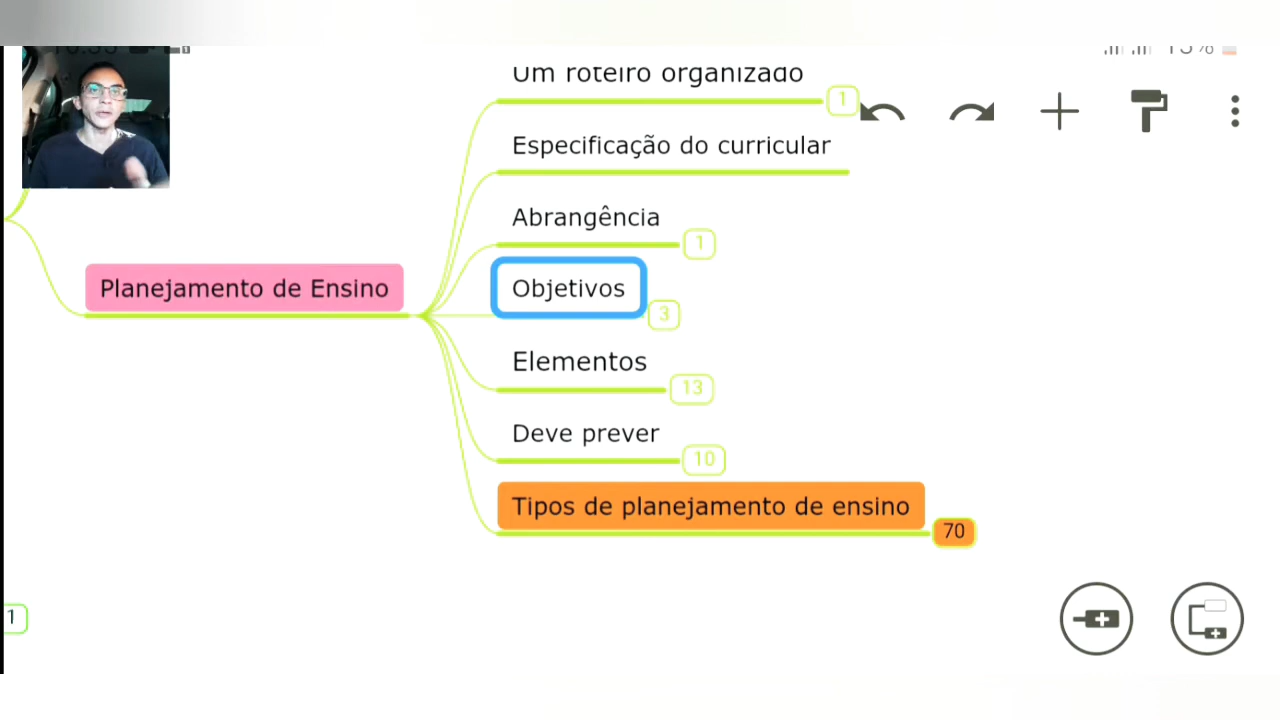 Um roteiro organizado
1
Especificação do curricular
Abrangência
1
Planejamento de Ensino
Objetivos
3
Elementos
13
Deve prever
10
Tipos de planejamento de ensino
70
1